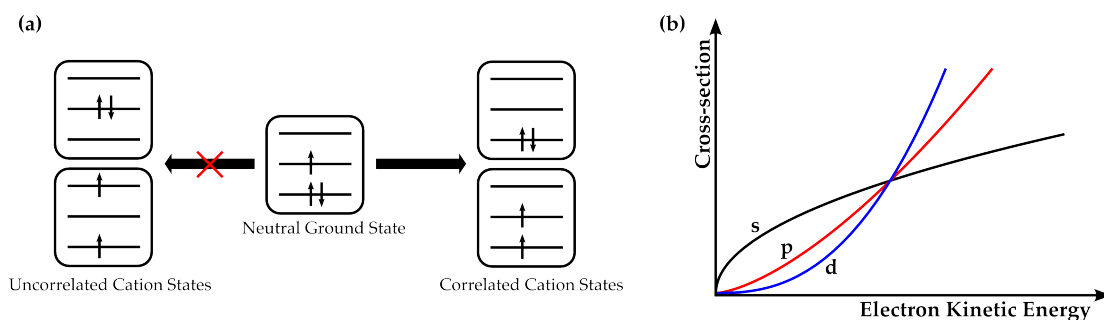 (a)
Neutral Ground State
Uncorrelated Cation States
Correlated Cation States
(b)
Cross-section
s
p
d
Electron Kinetic Energy